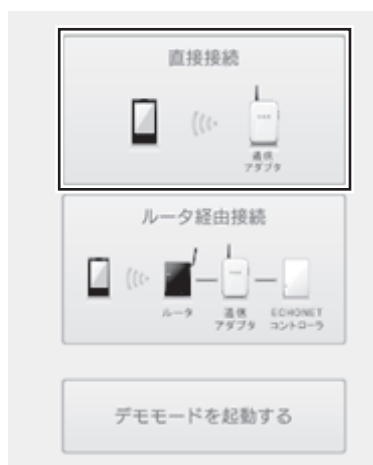 直接接続
通信
アダプタ
ルータ経由接続
ルータ
通信
アダプタ
ECHONET
コントローラ
デモモードを起動する